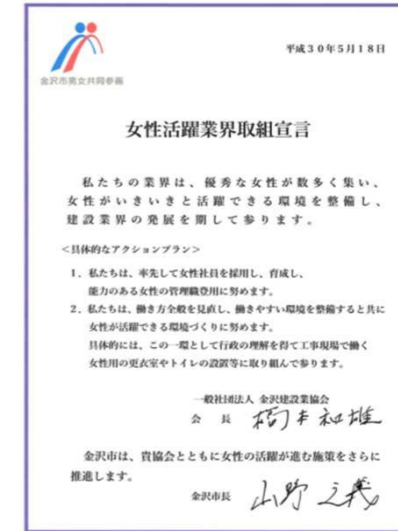 金沢市男女共同参画
平成30年5月18日
女性活躍業界取組宣言
私たちの業界は、優秀な女性が数多く集い、
女性がいきいきと活躍できる環境を整備し、
建設業界の発展を期して参ります。
<具体的なアクションプラン>
1．私たちは、率先して女性社員を採用し、育成し、
能力のある女性の管理職登用に努めます。
2．私たちは、働き方全般を見直し、働きやすい環境を整備すると共に
女性が活躍できる環境づくりに努めます。
具体的には、この一環として行政の理解を得て工事現場で働く
女性用の更衣室やトイレの設置等に取り組んで参ります。
一般社団法人 金沢建設業協会
会 長 橋本和雄
金沢市は、貴協会とともに女性の活躍が進む施策をさらに
推進します。
金沢市長 山野之義